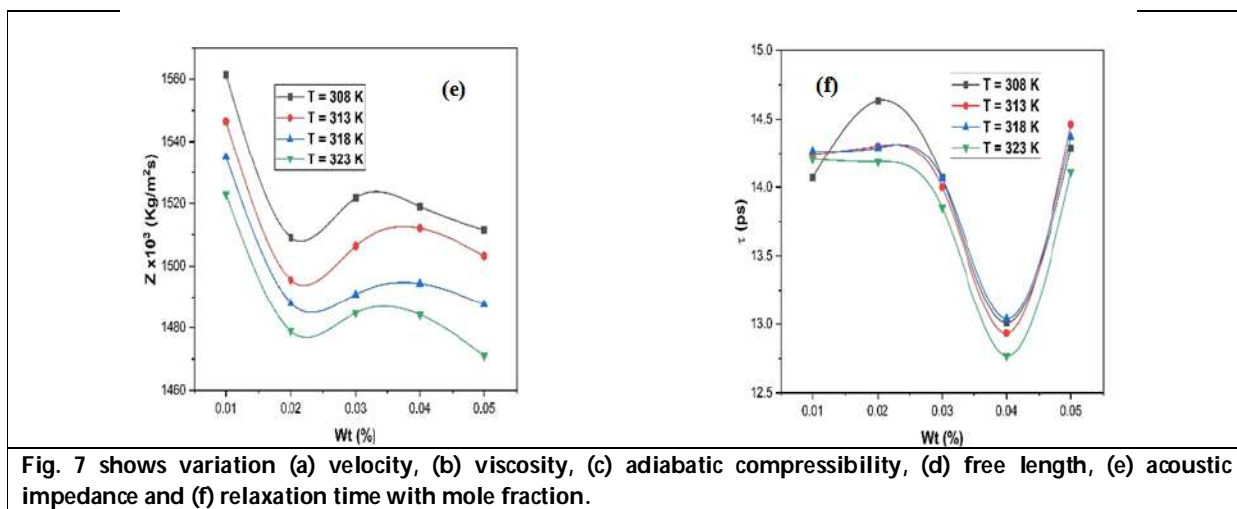 (e)
T = 308 K
T = 313 K
T = 318 K
T = 323 K
1560
1540
1520
1500
1480
1460
Z x10³ (Kg/m²s)
0.01 0.02 0.03 0.04 0.05
Wt (%)
(f)
T = 308 K
T = 313 K
T = 318 K
T = 323 K
15.0
14.5
14.0
13.5
13.0
12.5
τ (ps)
0.01 0.02 0.03 0.04 0.05
Wt (%)
Fig. 7 shows variation (a) velocity, (b) viscosity, (c) adiabatic compressibility, (d) free length, (e) acoustic
impedance and (f) relaxation time with mole fraction.